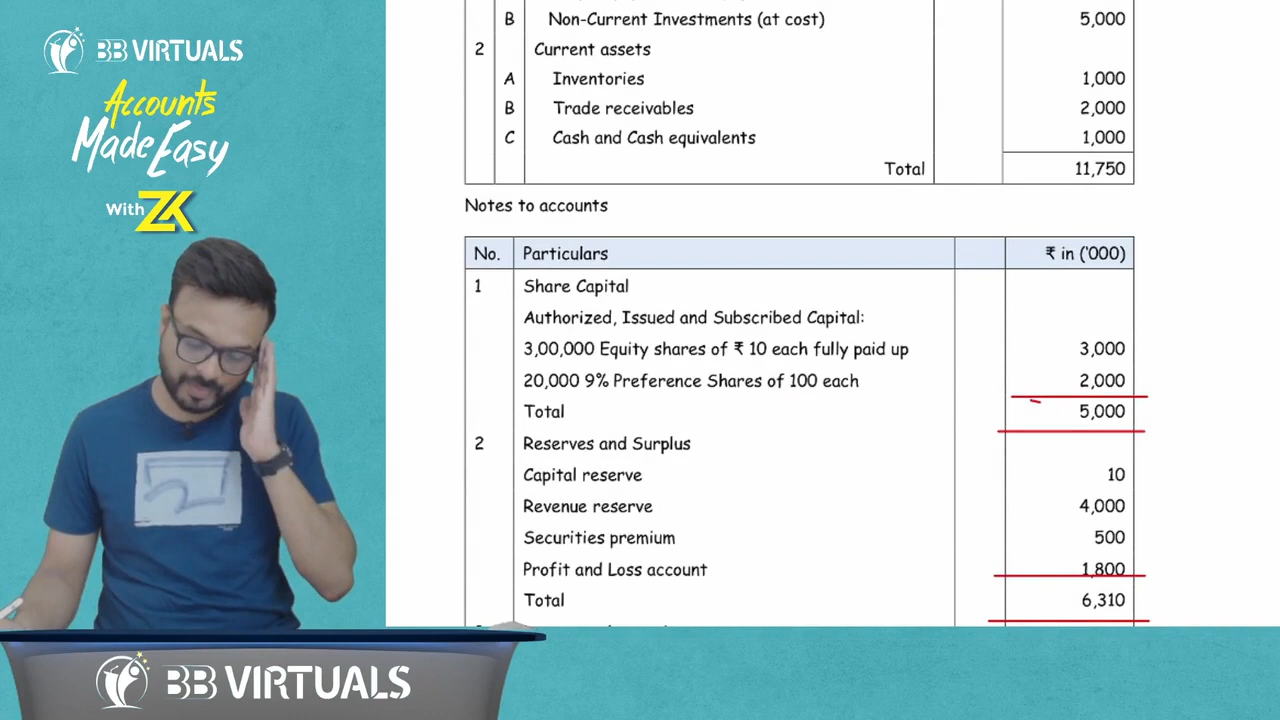 BB VIRTUALS
Accounts
Made Easy
With ZK
B Non-Current Investments (at cost) 5,000
2 Current assets
A Inventories 1,000
B Trade receivables 2,000
C Cash and Cash equivalents 1,000
Total 11,750
Notes to accounts
No. Particulars ₹ in ('000)
1 Share Capital
Authorized, Issued and Subscribed Capital:
3,00,000 Equity shares of ₹ 10 each fully paid up 3,000
20,000 9% Preference Shares of 100 each 2,000
Total 5,000
2 Reserves and Surplus
Capital reserve 10
Revenue reserve 4,000
Securities premium 500
Profit and Loss account 1,800
Total 6,310
BB VIRTUALS